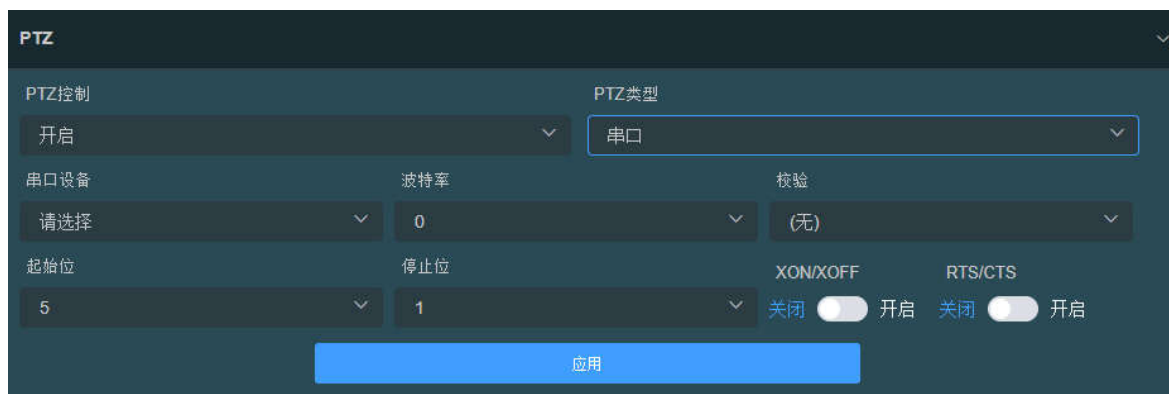 PTZ
PTZ控制 PTZ类型
开启 串口
串口设备 波特率 校验
请选择 0 (无)
起始位 停止位 XON/XOFF RTS/CTS
5 1 关闭 开启 关闭 开启
应用